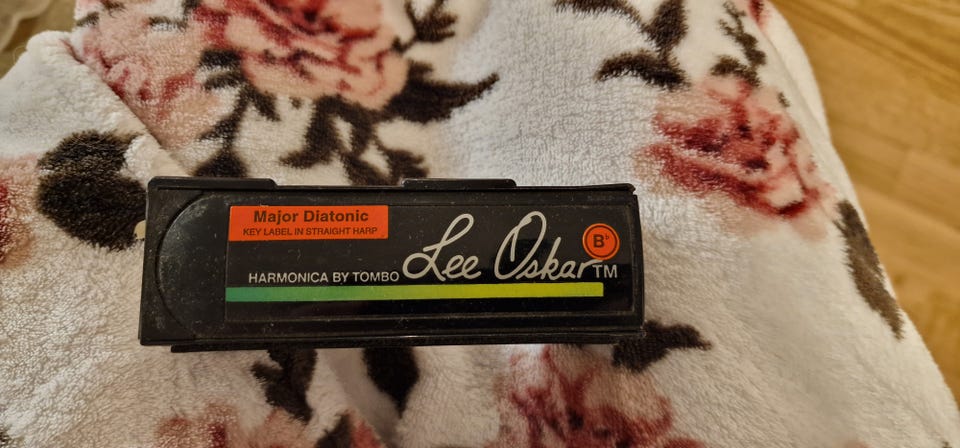 Major Diatonic
KEY LABEL IN STRAIGHT HARP
HARMONICA BY TOMBO Lee Oskar TM
B♭